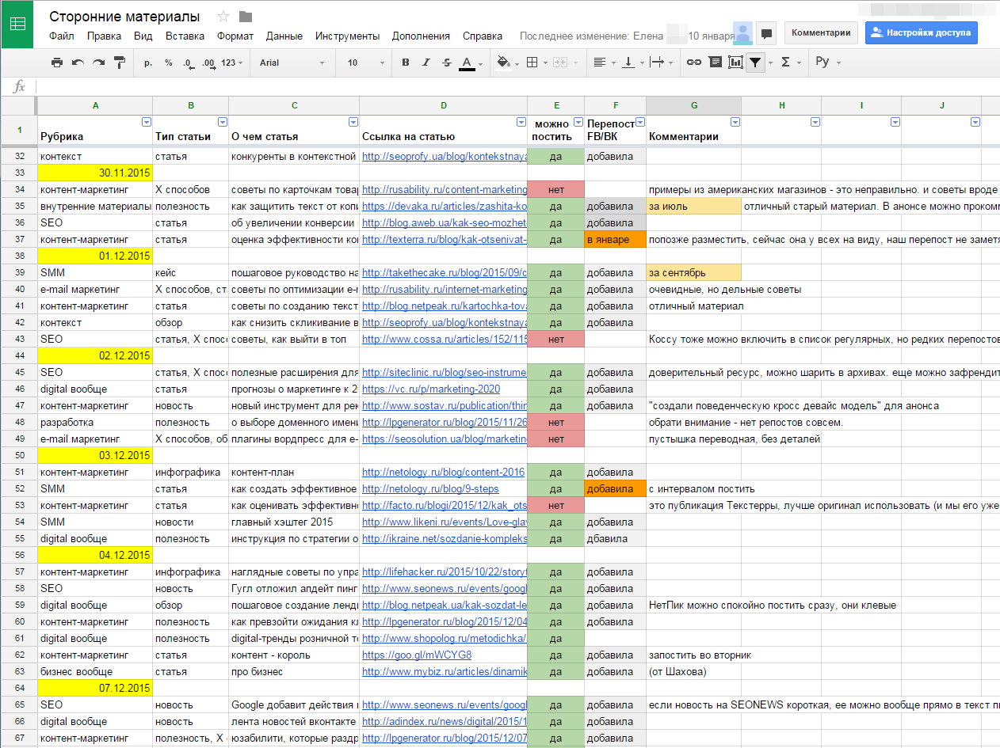 Сторонние материалы
Файл Правка Вид Вставка Формат Данные Инструменты Дополнения Справка Последнее изменение: Елена 10 января Комментарии Настройки доступа
р. % .0 .00 123 Arial 10 B I S A Σ Ру
fx
A B C D E F G H I J
1 Рубрика Тип статьи О чем статья Ссылка на статью можно постить Перепост FB/ВК Комментарии
32 контекст статья конкуренты в контекстной http://seoprofy.ua/blog/kontekstnaya да добавила
33 30.11.2015
34 контент-маркетинг Х способов советы по карточкам това http://rusability.ru/content-marketing нет примеры из американских магазинов - это неправильно. и советы вроде
35 внутренние материалы полезность как защитить текст от копи https://devaka.ru/articles/zashita-ko да добавила за июль отличный старый материал. В анонсе можно проком
36 SEO статья об увеличении конверсии http://blog.aweb.ua/kak-seo-mozhet да добавила
37 контент-маркетинг статья оценка эффективности ко http://texterra.ru/blog/kak-otsenivat- да в январе попозже разместить, сейчас она у всех на виду, наш перепост не заметя
38 01.12.2015
39 SMM кейс пошаговое руководство на http://takethecake.ru/blog/2015/09/c да добавила за сентябрь
40 e-mail маркетинг Х способов, ста советы по оптимизации e-m http://rusability.ru/internet-marketing да добавила очевидные, но дельные советы
41 контент-маркетинг статья советы по созданию текст http://blog.netpeak.ru/kartochka-tova да добавила отличный материал
42 контекст обзор как снизить скликивание в http://seoprofy.ua/blog/kontekstnaya да добавила
43 SEO статья, Х спос советы, как выйти в топ http://www.cossa.ru/articles/152/115 нет Коссу тоже можно включить в список регулярных, но редких перепостов
44 02.12.2015
45 SEO статья, Х спос полезные расширения для http://siteclinic.ru/blog/seo-instrume да добавила доверительный ресурс, можно шарить в архивах. еще можно зафрендит
46 digital вообще статья прогнозы о маркетинге к 2 https://vc.ru/p/marketing-2020 да добавила
47 контент-маркетинг новость новый инструмент для рек http://www.sostav.ru/publication/thin да добавила "создали поведенческую кросс девайс модель" для анонса
48 разработка полезность о выборе доменного имени http://lpgenerator.ru/blog/2015/11/26 нет обрати внимание - нет репостов совсем.
49 e-mail маркетинг Х способов, об плагины вордпресс для e- https://seosolution.ua/blog/marketin нет пустышка переводная, без деталей
50 03.12.2015
51 контент-маркетинг инфографика контент-план http://netology.ru/blog/content-2016 да добавила
52 SMM статья как создать эффективное http://netology.ru/blog/9-steps да добавила с интервалом постить
53 контент-маркетинг статья как оценивать эффективно http://facto.ru/blogi/2015/12/kak_ots нет это публикация Текстерры, лучше оригинал использовать (и мы его уже
54 SMM новости главный хэштег 2015 http://www.likeni.ru/events/Love-glav да добавила
55 digital вообще полезность инструкция по стратегии о http://ikraine.net/sozdanie-kompleks да дбавила
56 04.12.2015
57 контент-маркетинг инфографика наглядные советы по упра http://lifehacker.ru/2015/10/22/storyt да добавила
58 SEO новость Гугл отложил апдейт пинг http://www.seonews.ru/events/googl да добавила
59 digital вообще обзор пошаговое создание ленд http://blog.netpeak.ua/kak-sozdat-le да добавила НетПик можно спокойно постить сразу, они клевые
60 контент-маркетинг полезность как превзойти ожидания кл http://lpgenerator.ru/blog/2015/12/04 да добавила
61 digital вообще полезность digital-тренды розничной то http://www.shopolog.ru/metodichka/ да
62 контент-маркетинг статья контент - король https://goo.gl/mWCYG8 да добавила запостить во вторник
63 бизнес вообще статья про бизнес http://www.mybiz.ru/articles/dinamik да добавила (от Шахова)
64 07.12.2015
65 SEO новость Google добавит действия http://www.seonews.ru/events/googl да добавила если новость на SEONEWS короткая, ее можно вообще прямо в текст п
66 digital вообще новость лента новостей вконтакте http://adindex.ru/news/digital/2015/1 да добавила
67 контент-маркетинг полезность, Х юзабилити, которые раздр http://lpgenerator.ru/blog/2015/12/07 да добавила